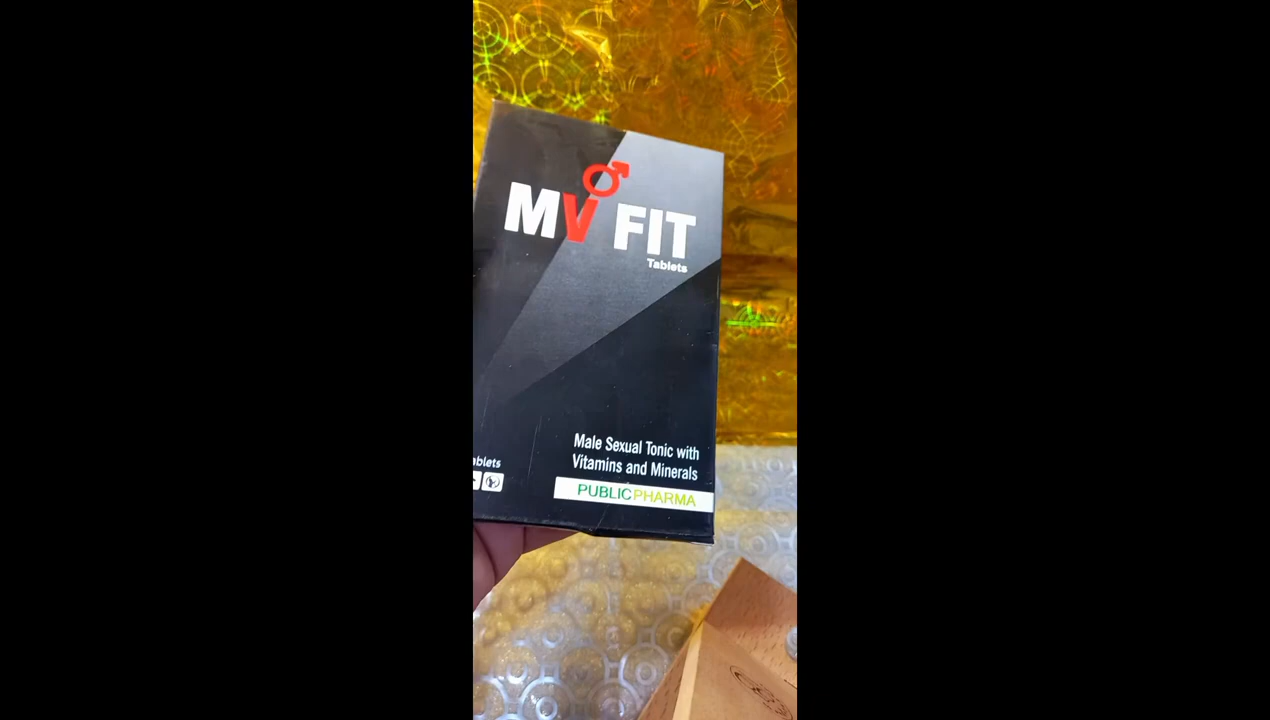 MV FIT
Tablets
Male Sexual Tonic with
Vitamins and Minerals
PUBLICPHARMA